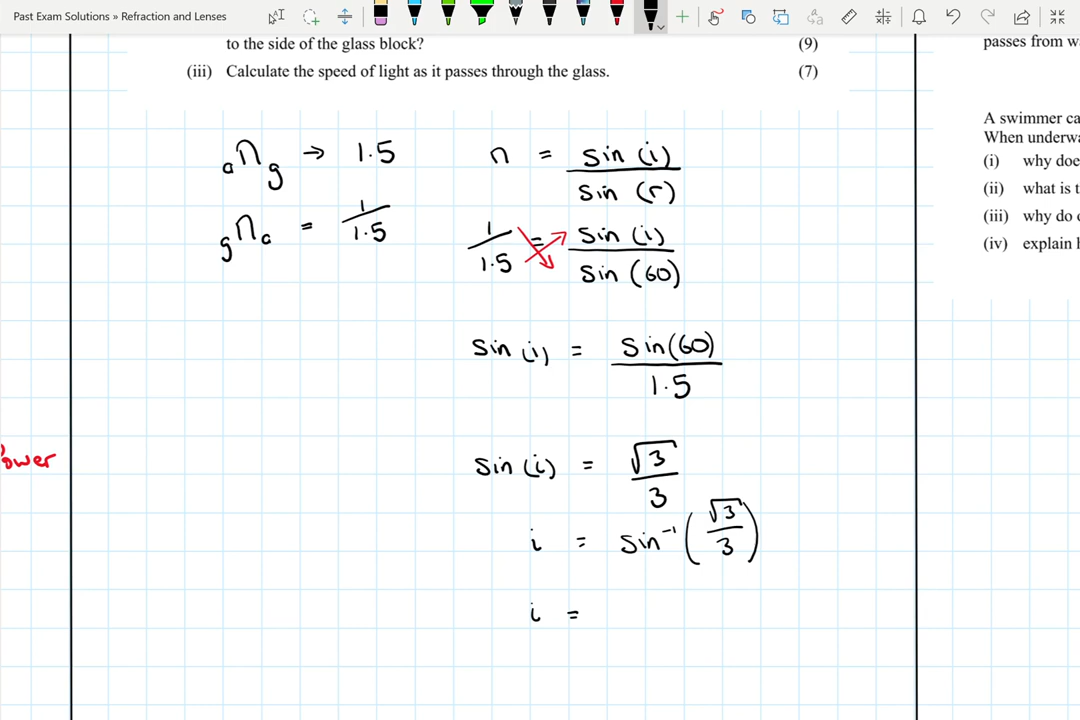 Past Exam Solutions » Refraction and Lenses
to the side of the glass block? (9)
(iii) Calculate the speed of light as it passes through the glass. (7)
passes from w
A swimmer ca
When underwa
(i) why doe
(ii) what is t
(iii) why do
(iv) explain
ₐn_g → 1.5
_gnₐ = 1/1.5
n = sin (i) / sin (r)
1/1.5 = sin (i) / sin (60)
sin (i) = sin(60) / 1.5
sin (i) = √3 / 3
i = sin⁻¹ (√3 / 3)
i =
ower